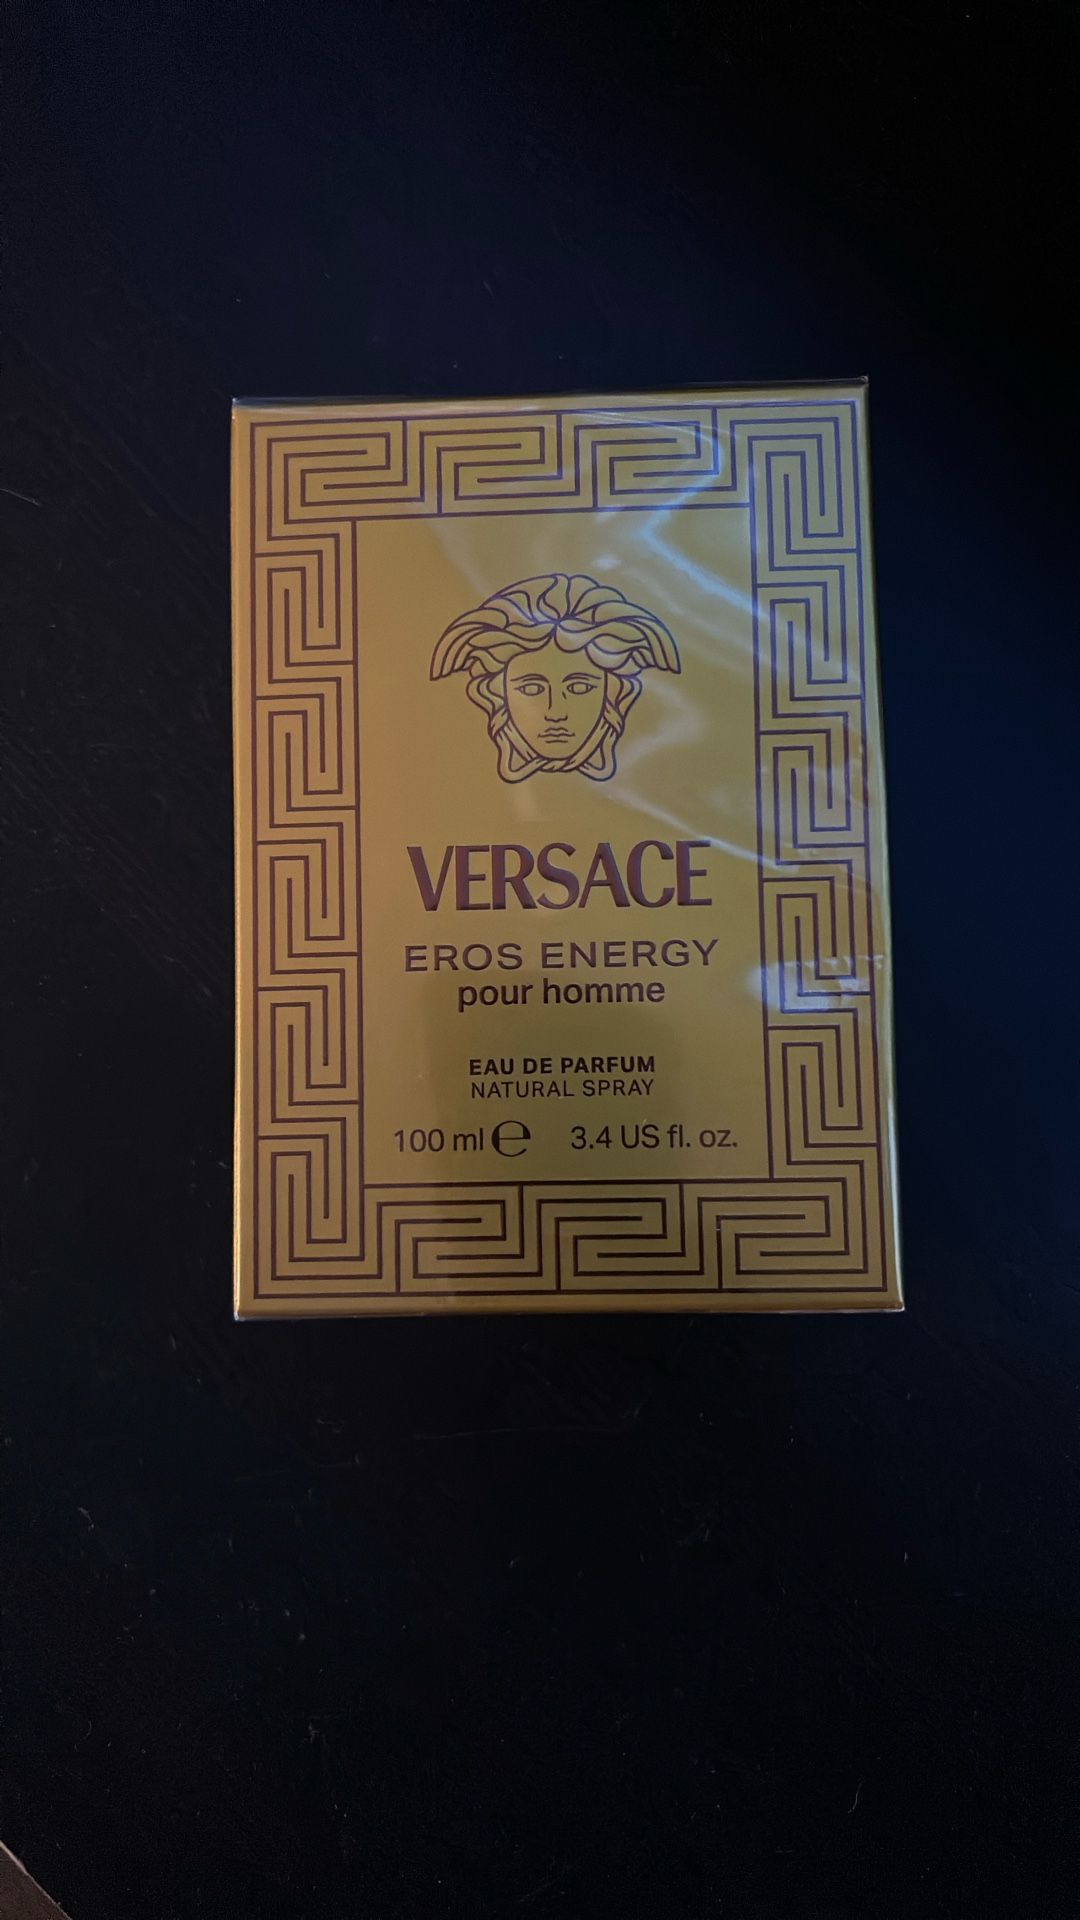 VERSACE
EROS ENERGY
pour homme
EAU DE PARFUM
NATURAL SPRAY
100 ml ℮ 3.4 US fl. oz.